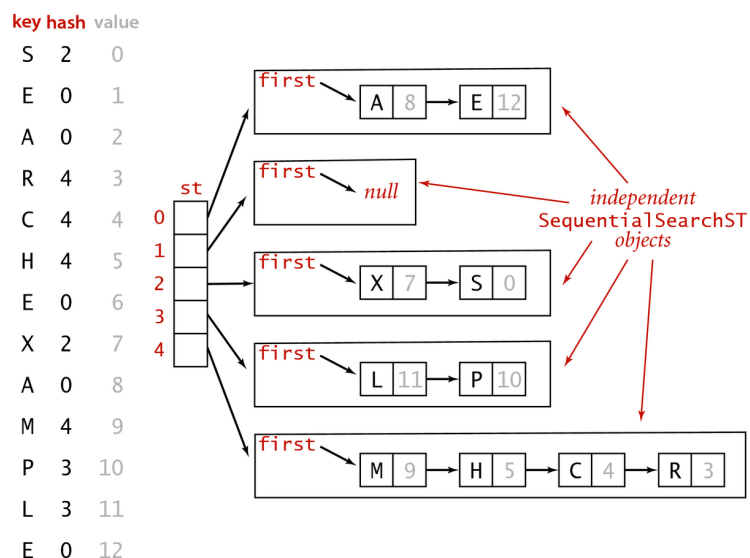 key hash value
S 2 0
E 0 1
A 0 2
R 4 3
C 4 4
H 4 5
E 0 6
X 2 7
A 0 8
M 4 9
P 3 10
L 3 11
E 0 12
st
0
1
2
3
4
first
A 8 E 12
first
null
first
X 7 S 0
first
L 11 P 10
first
M 9 H 5 C 4 R 3
independent
SequentialSearchST
objects